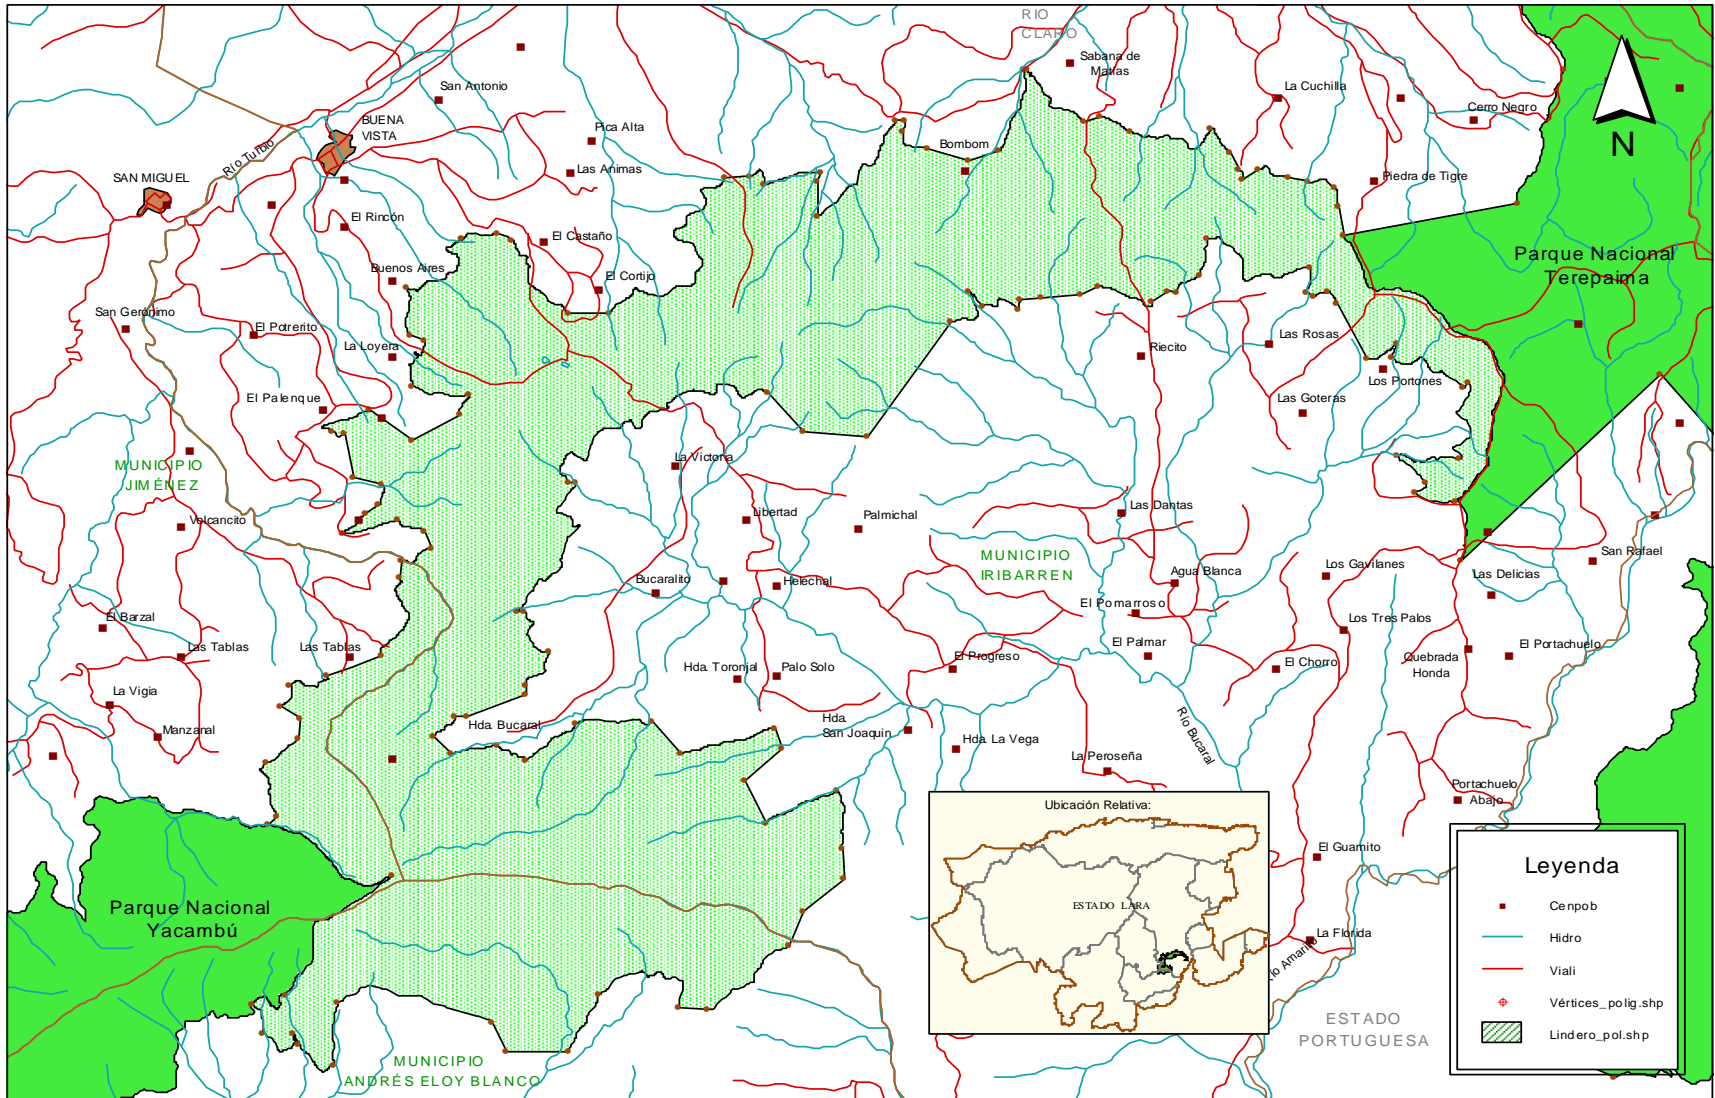 RIO
CLARO
Sabana de
Matías
San Antonio
La Cuchilla
Cerro Negro
BUENA
VISTA
Pica Alta
Bombom
N
Río Turbio
Las Animas
SAN MIGUEL
Piedra de Tigre
El Rincón
El Castaño
Parque Nacional
Terepaima
Buenos Aires
El Cortijo
San Gerónimo
El Potrerito
La Loyera
Riecito
Las Rosas
Los Portones
El Palenque
Las Goteras
La Victoria
MUNICIPIO
JIMÉNEZ
Volcancito
Libertad
Palmichal
Las Dantas
MUNICIPIO
IRIBARREN
San Rafael
Bucaralito
Helechal
Agua Blanca
Los Gavilanes
Las Delicias
El Pomarroso
El Barzal
Los Tres Palos
Las Tablas
Las Tablas
El Palmar
El Portachuelo
Hda. Toronjal
Palo Solo
El Progreso
El Chorro
Quebrada
Honda
La Vigia
Hda. Bucaral
Hda.
San Joaquin
Río Bucaral
Manzanal
Hda. La Vega
La Peroseña
Portachuelo
Abajo
Ubicación Relativa:
ESTADO LARA
El Guamito
Leyenda
Cenpob
Hidro
Viali
Vértices_polig.shp
Lindero_pol.shp
Parque Nacional
Yacambú
La Florida
Río Amarillo
ESTADO
PORTUGUESA
MUNICIPIO
ANDRÉS ELOY BLANCO